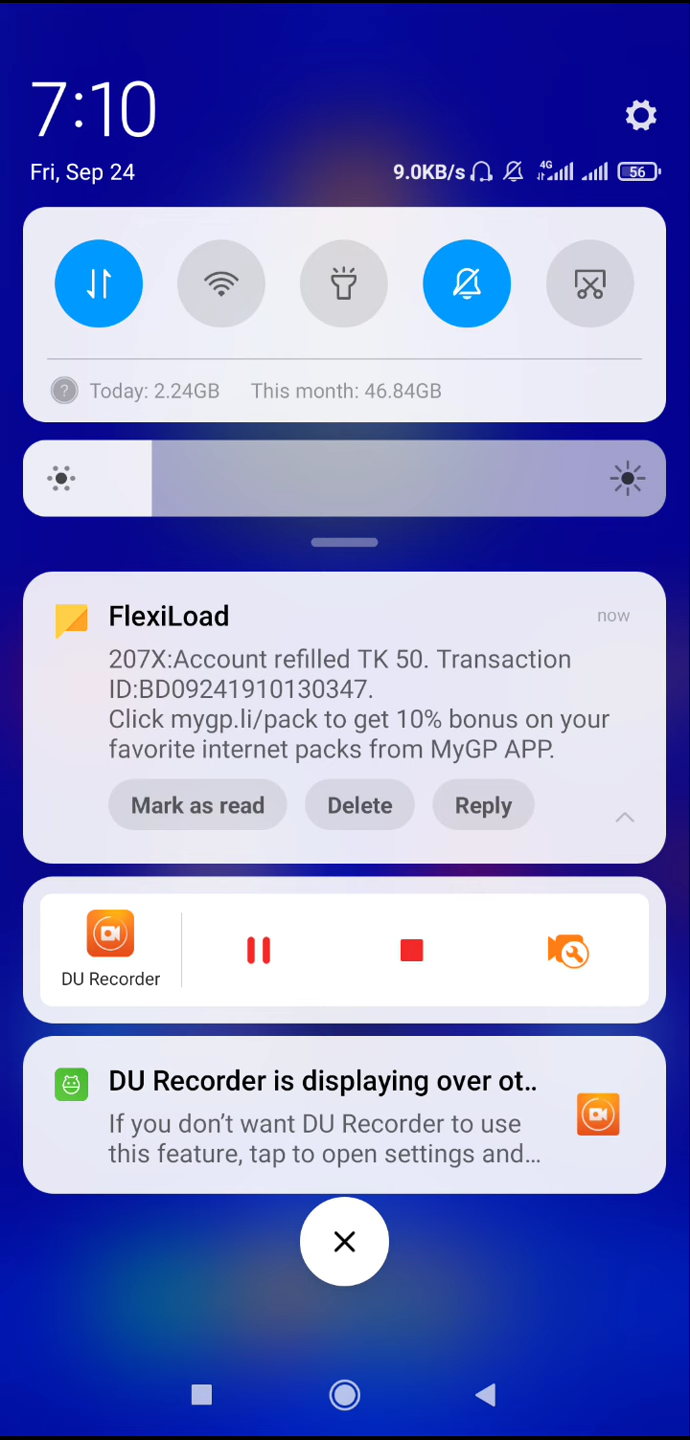 7:10
Fri, Sep 24
9.0KB/s 4G 56
? Today: 2.24GB This month: 46.84GB
FlexiLoad now
207X:Account refilled TK 50. Transaction
ID:BD09241910130347.
Click mygp.li/pack to get 10% bonus on your
favorite internet packs from MyGP APP.
Mark as read Delete Reply
DU Recorder
DU Recorder is displaying over ot..
If you don’t want DU Recorder to use
this feature, tap to open settings and…